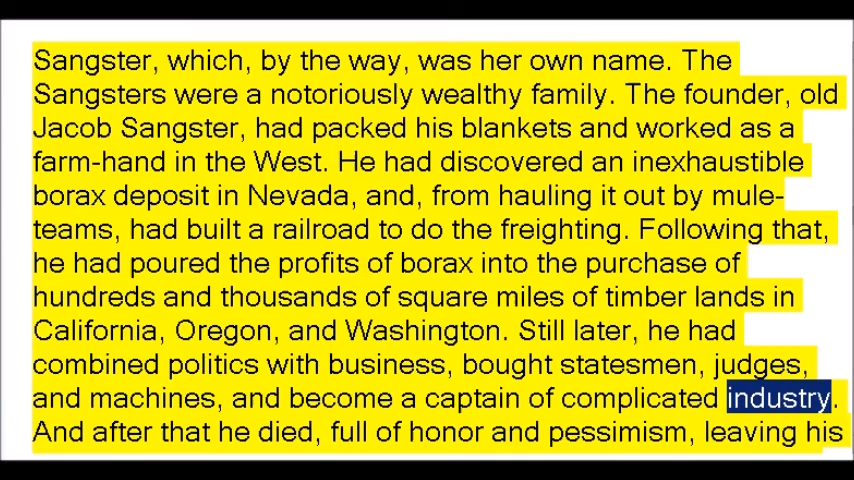 Sangster, which, by the way, was her own name. The
Sangsters were a notoriously wealthy family. The founder, old
Jacob Sangster, had packed his blankets and worked as a
farm-hand in the West. He had discovered an inexhaustible
borax deposit in Nevada, and, from hauling it out by mule-
teams, had built a railroad to do the freighting. Following that,
he had poured the profits of borax into the purchase of
hundreds and thousands of square miles of timber lands in
California, Oregon, and Washington. Still later, he had
combined politics with business, bought statesmen, judges,
and machines, and become a captain of complicated industry.
And after that he died, full of honor and pessimism, leaving his